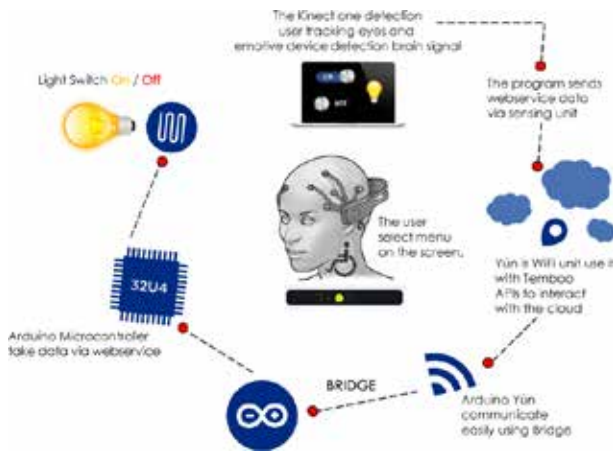 The Kinect one detection
user tracking eyes and
emotive device detection brain signal
Light Switch On / Off
The program sends
webservice data
via sensing unit
The user
select menu
on the screen.
Yún is WiFi unit use it
with Temboo
APIs to interact
with the cloud
32U4
Arduino Microcontroller
take data via webservice
BRIDGE
Arduino Yún
communicate
easily using Bridge